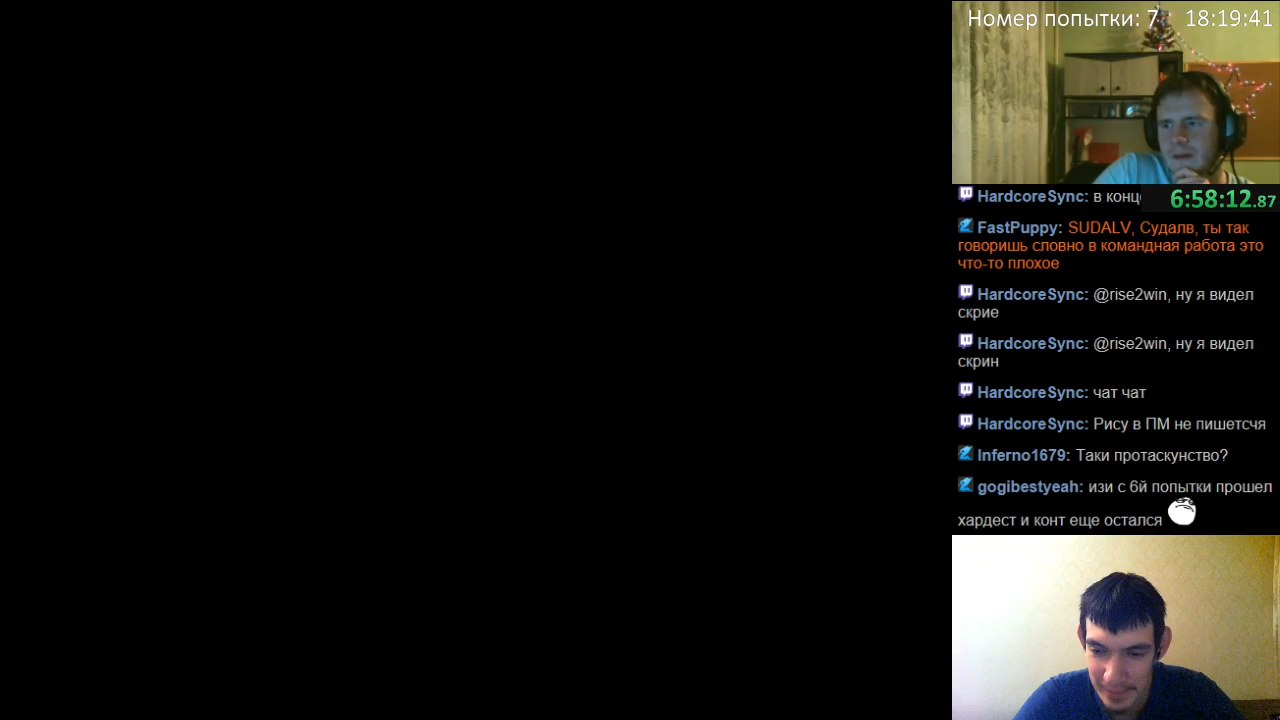 Номер попытки: 7 18:19:41
HardcoreSync: в конц
6:58:12.87
FastPuppy: SUDALV, Судалв, ты так
говоришь словно в командная работа это
что-то плохое
HardcoreSync: @rise2win, ну я видел
скрие
HardcoreSync: @rise2win, ну я видел
скрин
HardcoreSync: чат чат
HardcoreSync: Рису в ПМ не пишетсчя
Inferno1679: Таки протаскунство?
gogibestyeah: изи с 6й попытки прошел
хардест и конт еще остался